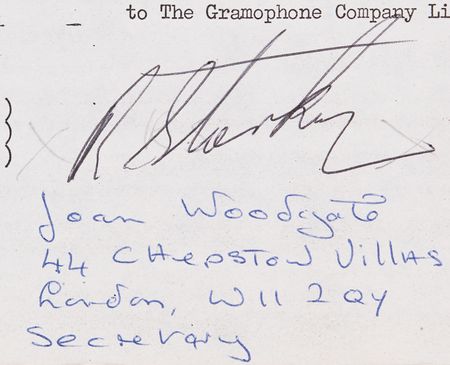 to The Gramophone Company Li
R Starkey
Joan Woodgate
44 Chepstow Villas
London, W11 2QY
Secretary